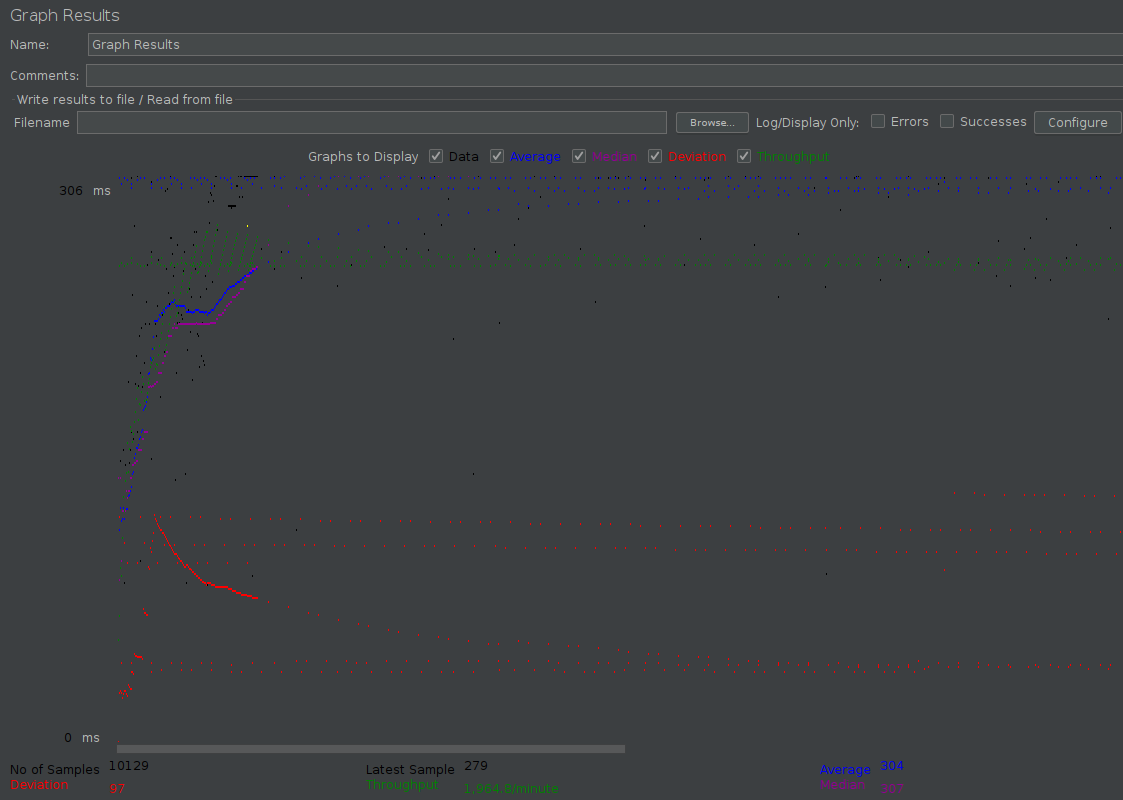 Graph Results
Name: Graph Results
Comments:
Write results to file / Read from file
Filename Browse... Log/Display Only: Errors Successes Configure
Graphs to Display Data Average Median Deviation Throughput
306 ms
0 ms
No of Samples 10129 Latest Sample 279 Average 304
Deviation 97 Throughput 1,964.8/minute Median